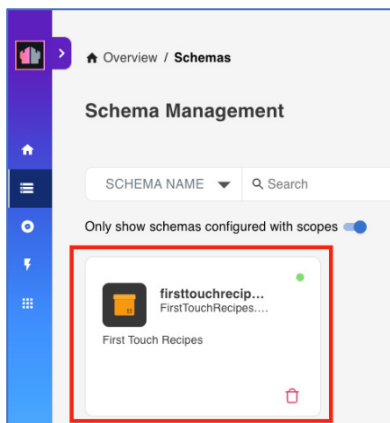 Overview / Schemas
Schema Management
SCHEMA NAME Search
Only show schemas configured with scopes
firsttouchrecip...
FirstTouchRecipes....
First Touch Recipes